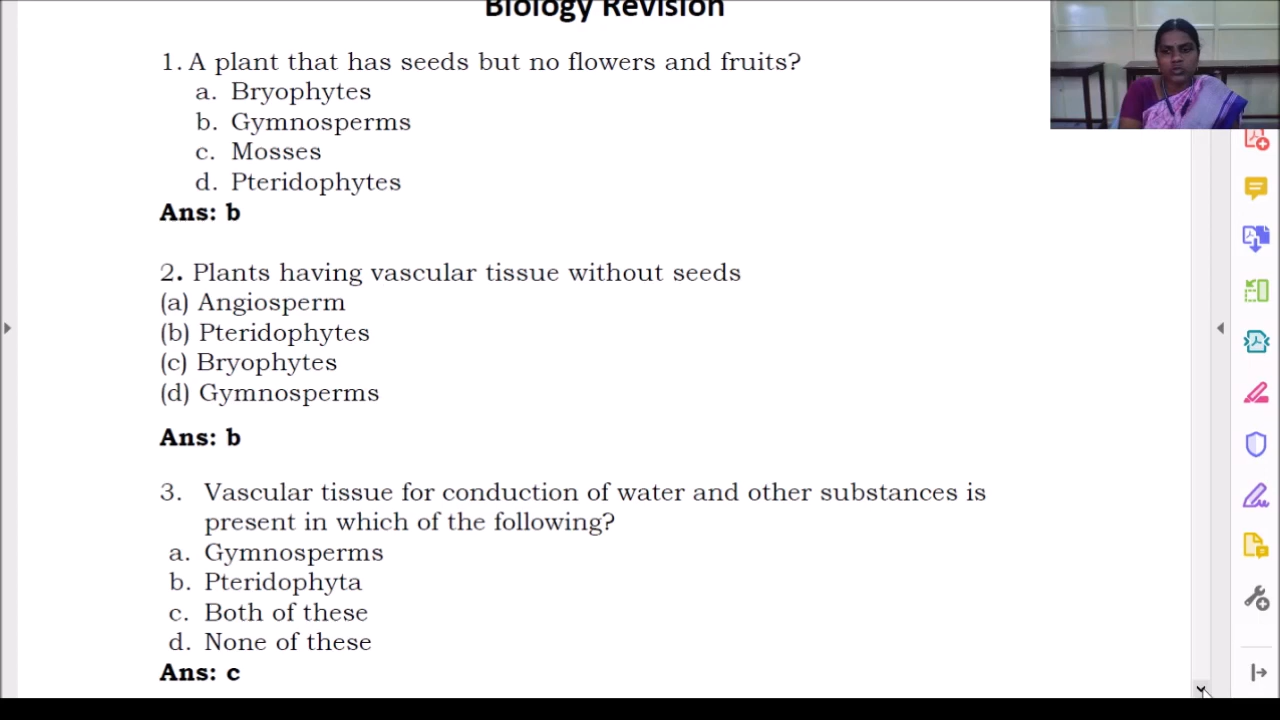 Biology Revision
1. A plant that has seeds but no flowers and fruits?
a. Bryophytes
b. Gymnosperms
c. Mosses
d. Pteridophytes
Ans: b
2. Plants having vascular tissue without seeds
(a) Angiosperm
(b) Pteridophytes
(c) Bryophytes
(d) Gymnosperms
Ans: b
3. Vascular tissue for conduction of water and other substances is
present in which of the following?
a. Gymnosperms
b. Pteridophyta
c. Both of these
d. None of these
Ans: c